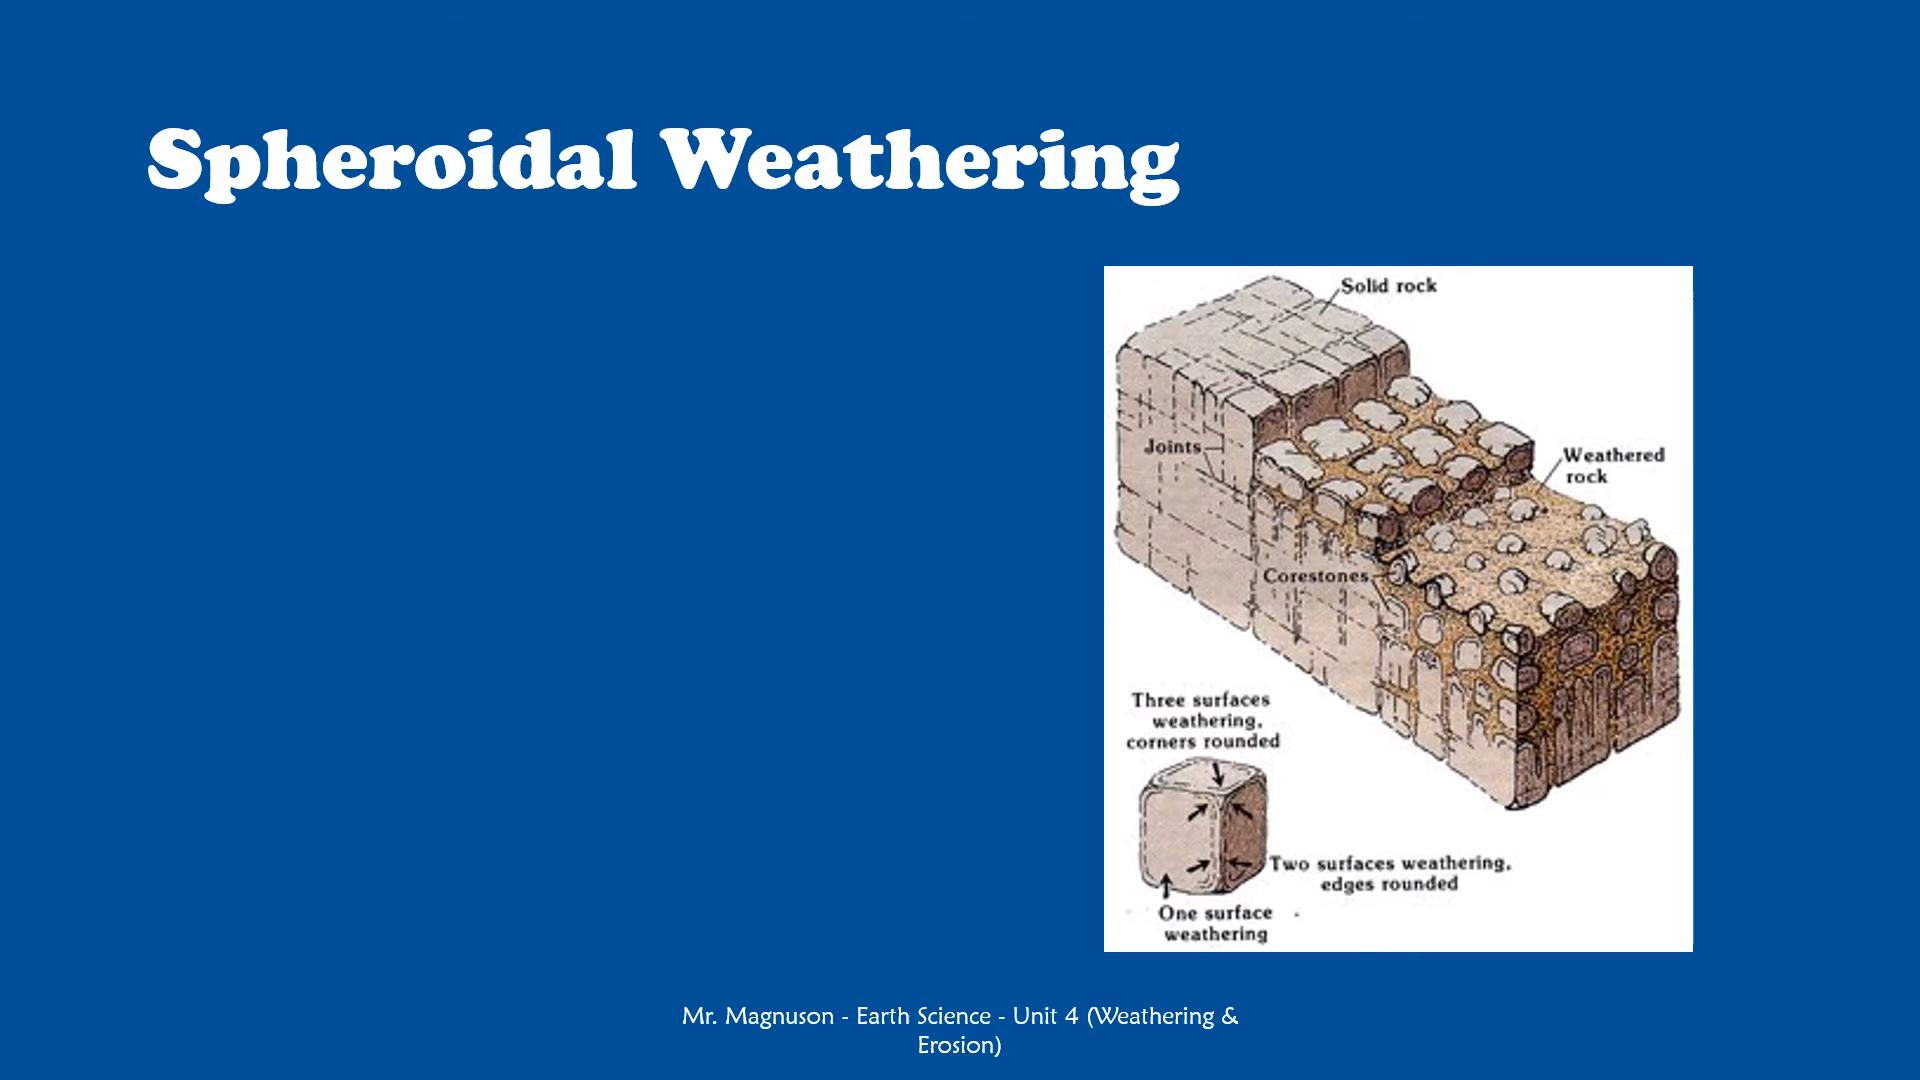 Spheroidal Weathering
Solid rock
Joints
Weathered
rock
Corestones
Three surfaces
weathering,
corners rounded
Two surfaces weathering,
edges rounded
One surface
weathering
Mr. Magnuson - Earth Science - Unit 4 (Weathering &
Erosion)